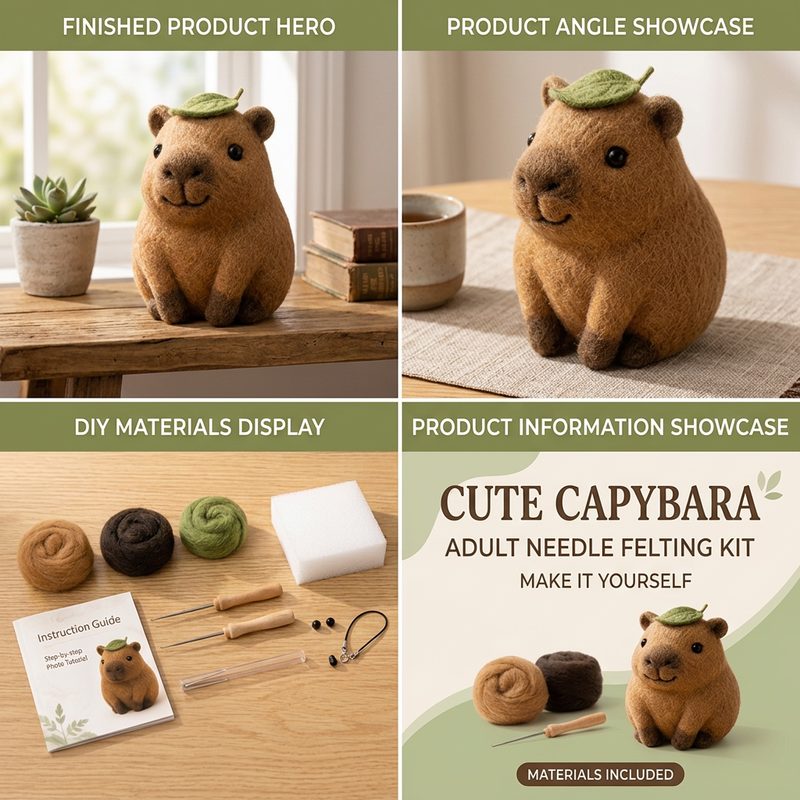 FINISHED PRODUCT HERO
PRODUCT ANGLE SHOWCASE
DIY MATERIALS DISPLAY
Instruction Guide
Step-by-step
Photo Tutorial
PRODUCT INFORMATION SHOWCASE
CUTE CAPYBARA
ADULT NEEDLE FELTING KIT
MAKE IT YOURSELF
MATERIALS INCLUDED